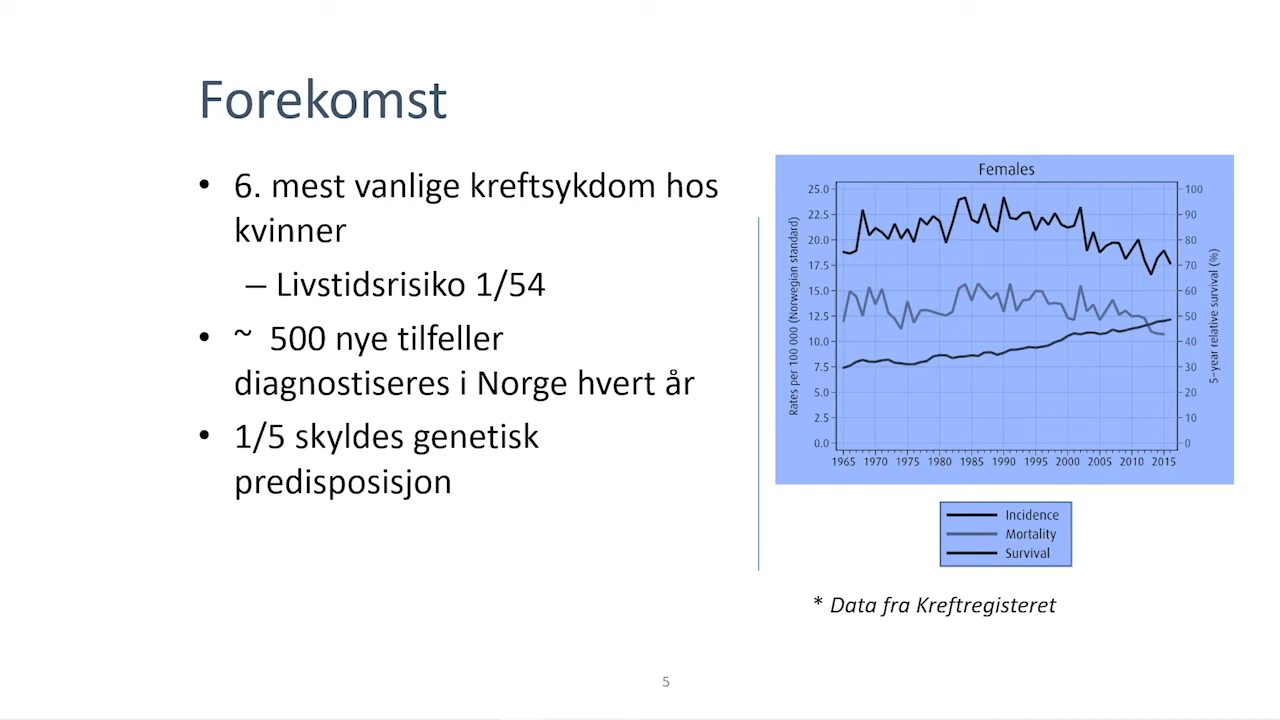 Forekomst
• 6. mest vanlige kreftsykdom hos
kvinner
– Livstidsrisiko 1/54
• ~ 500 nye tilfeller
diagnostiseres i Norge hvert år
• 1/5 skyldes genetisk
predisposisjon
Females
Rates per 100 000 (Norwegian standard)
25.0
22.5
20.0
17.5
15.0
12.5
10.0
7.5
5.0
2.5
0.0
100
90
80
70
60
50
40
30
20
10
0
5-year relative survival (%)
1965 1970 1975 1980 1985 1990 1995 2000 2005 2010 2015
Incidence
Mortality
Survival
* Data fra Kreftregisteret
5